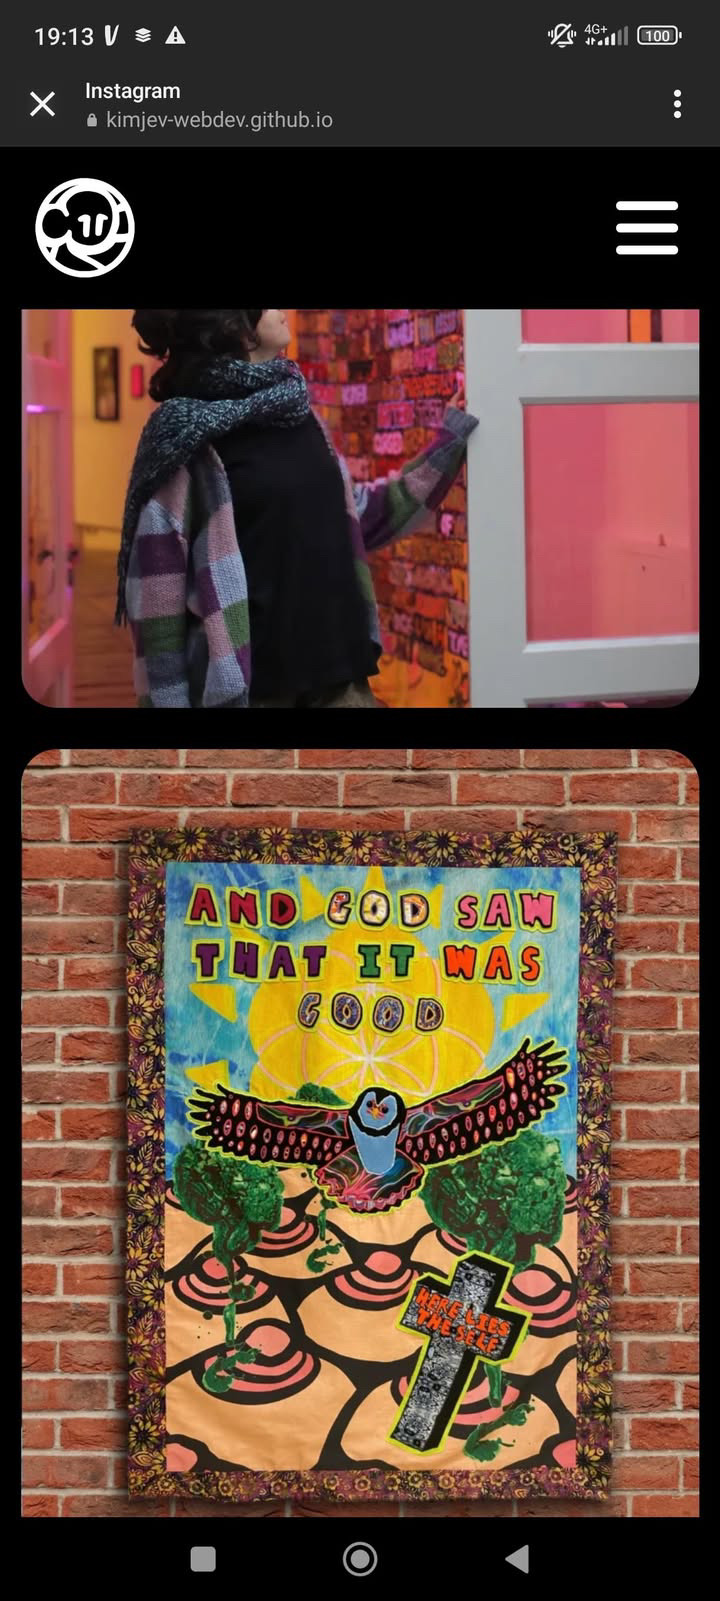 19:13
4G+
100
Instagram
kimjev-webdev.github.io
AND GOD SAW
THAT IT WAS
GOOD
HERE LIES
THE SELF